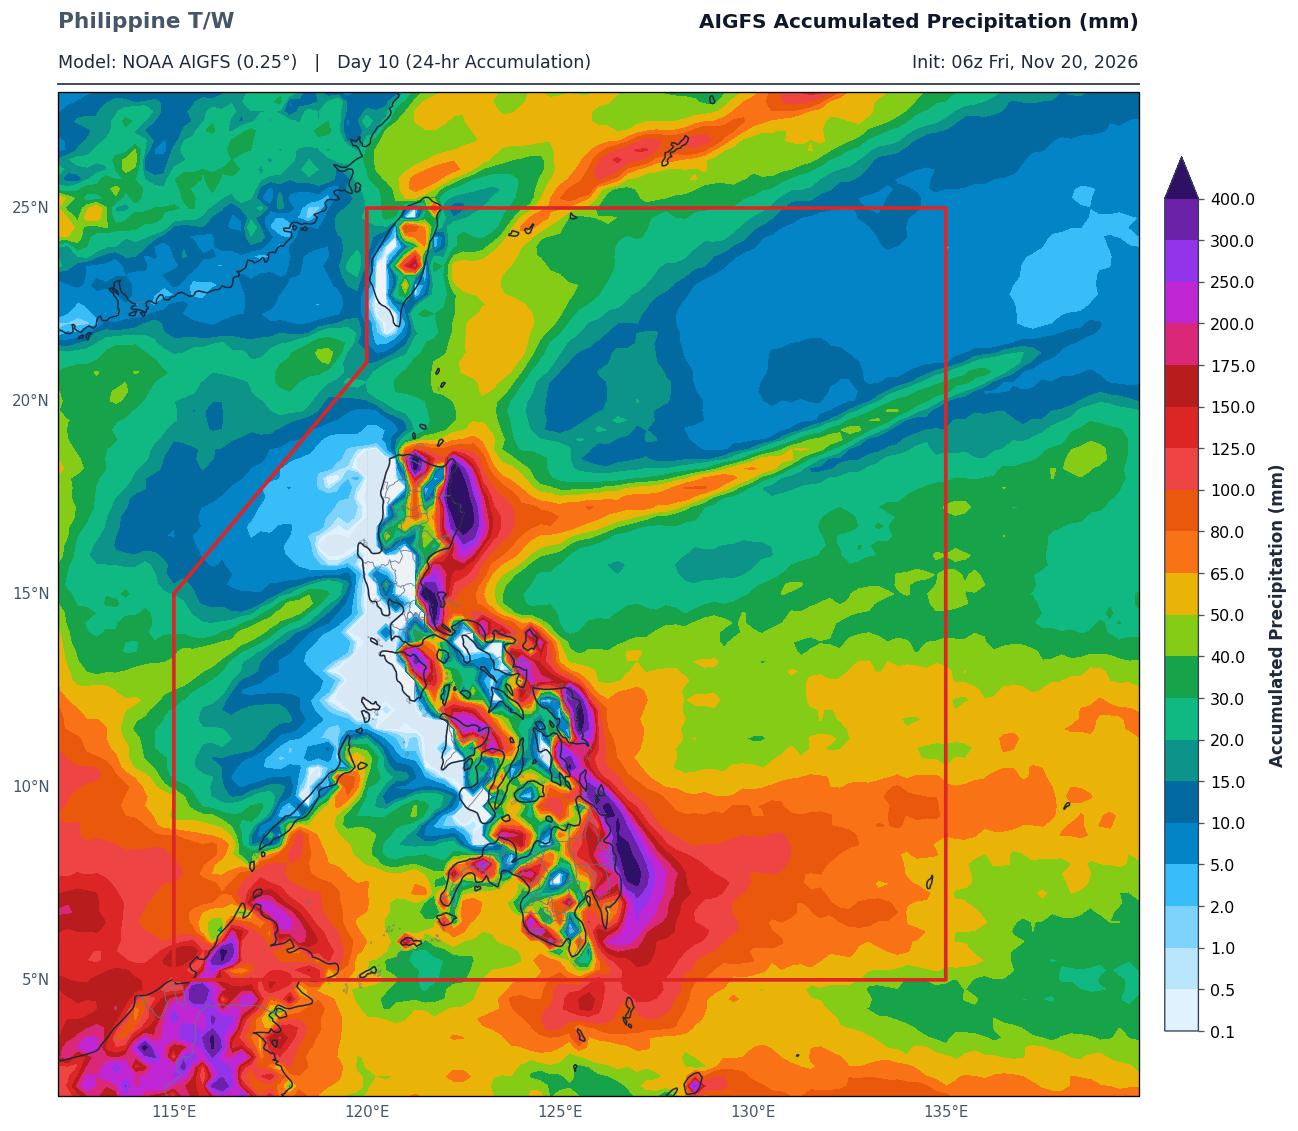 Philippine T/W
AIGFS Accumulated Precipitation (mm)
Model: NOAA AIGFS (0.25°)   |   Day 10 (24-hr Accumulation)
Init: 06z Fri, Nov 20, 2026
25°N
20°N
15°N
10°N
5°N
115°E
120°E
125°E
130°E
135°E
400.0
300.0
250.0
200.0
175.0
150.0
125.0
100.0
80.0
65.0
50.0
40.0
30.0
20.0
15.0
10.0
5.0
2.0
1.0
0.5
0.1
Accumulated Precipitation (mm)